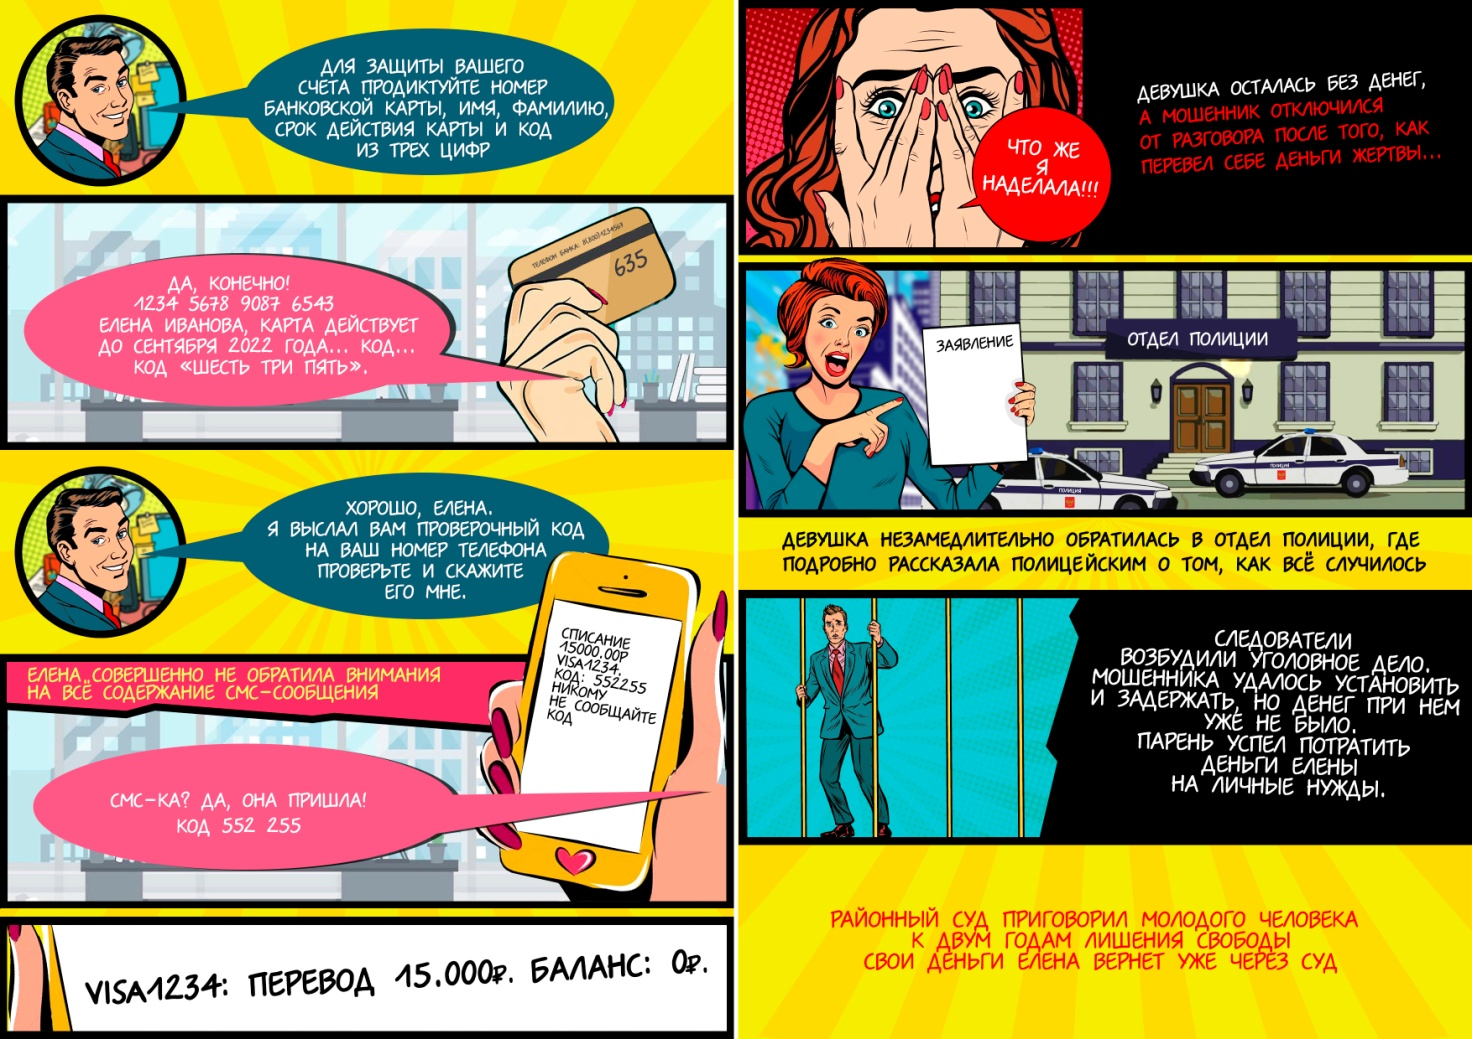 ДЛЯ ЗАЩИТЫ ВАШЕГО
СЧЕТА ПРОДИКТУЙТЕ НОМЕР
БАНКОВСКОЙ КАРТЫ, ИМЯ, ФАМИЛИЮ,
СРОК ДЕЙСТВИЯ КАРТЫ И КОД
ИЗ ТРЕХ ЦИФР
ТЕЛЕФОН БАНКА: 8(800)1234567
635
ДА, КОНЕЧНО!
1234 5678 9087 6543
ЕЛЕНА ИВАНОВА, КАРТА ДЕЙСТВУЕТ
ДО СЕНТЯБРЯ 2022 ГОДА... КОД...
КОД «ШЕСТЬ ТРИ ПЯТЬ».
ХОРОШО, ЕЛЕНА.
Я ВЫСЛАЛ ВАМ ПРОВЕРОЧНЫЙ КОД
НА ВАШ НОМЕР ТЕЛЕФОНА
ПРОВЕРЬТЕ И СКАЖИТЕ
ЕГО МНЕ.
СПИСАНИЕ
15000.00Р
VISA1234,
КОД: 552255
НИКОМУ
НЕ СООБЩАЙТЕ
КОД
ЕЛЕНА СОВЕРШЕННО НЕ ОБРАТИЛА ВНИМАНИЯ
НА ВСЁ СОДЕРЖАНИЕ СМС-СООБЩЕНИЯ
СМС-КА? ДА, ОНА ПРИШЛА!
КОД 552 255
VISA1234: ПЕРЕВОД 15.000₽. БАЛАНС: 0₽.
ЧТО ЖЕ
Я
НАДЕЛАЛА!!!
ДЕВУШКА ОСТАЛАСЬ БЕЗ ДЕНЕГ,
А МОШЕННИК ОТКЛЮЧИЛСЯ
ОТ РАЗГОВОРА ПОСЛЕ ТОГО, КАК
ПЕРЕВЕЛ СЕБЕ ДЕНЬГИ ЖЕРТВЫ...
ЗАЯВЛЕНИЕ
ОТДЕЛ ПОЛИЦИИ
ПОЛИЦИЯ
ПОЛИЦИЯ
ДЕВУШКА НЕЗАМЕДЛИТЕЛЬНО ОБРАТИЛАСЬ В ОТДЕЛ ПОЛИЦИИ, ГДЕ
ПОДРОБНО РАССКАЗАЛА ПОЛИЦЕЙСКИМ О ТОМ, КАК ВСЁ СЛУЧИЛОСЬ
СЛЕДОВАТЕЛИ
ВОЗБУДИЛИ УГОЛОВНОЕ ДЕЛО.
МОШЕННИКА УДАЛОСЬ УСТАНОВИТЬ
И ЗАДЕРЖАТЬ, НО ДЕНЕГ ПРИ НЕМ
УЖЕ НЕ БЫЛО.
ПАРЕНЬ УСПЕЛ ПОТРАТИТЬ
ДЕНЬГИ ЕЛЕНЫ
НА ЛИЧНЫЕ НУЖДЫ.
РАЙОННЫЙ СУД ПРИГОВОРИЛ МОЛОДОГО ЧЕЛОВЕКА
К ДВУМ ГОДАМ ЛИШЕНИЯ СВОБОДЫ
СВОИ ДЕНЬГИ ЕЛЕНА ВЕРНЕТ УЖЕ ЧЕРЕЗ СУД